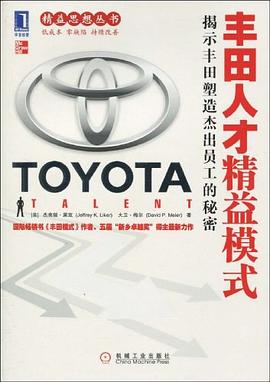 精益思想丛书
低成本 零缺陷 持续改善
丰田人才精益模式
揭示丰田塑造杰出员工的秘密
TOYOTA
TALENT
[美] 杰弗瑞·莱克 (Jeffrey K. Liker) 大卫·梅尔 (David P. Meier) 著
国际畅销书《丰田模式》作者、五届“新乡卓越奖”得主最新力作
机械工业出版社